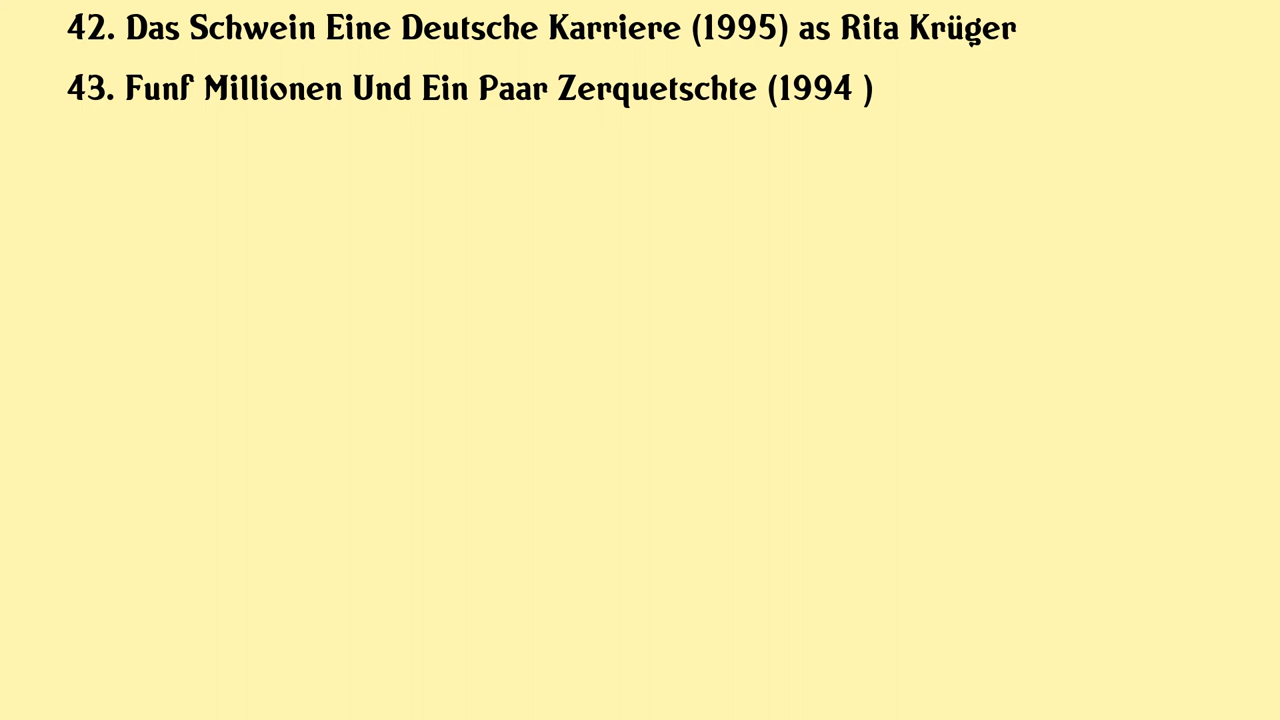 42. Das Schwein Eine Deutsche Karriere (1995) as Rita Krüger
43. Funf Millionen Und Ein Paar Zerquetschte (1994 )